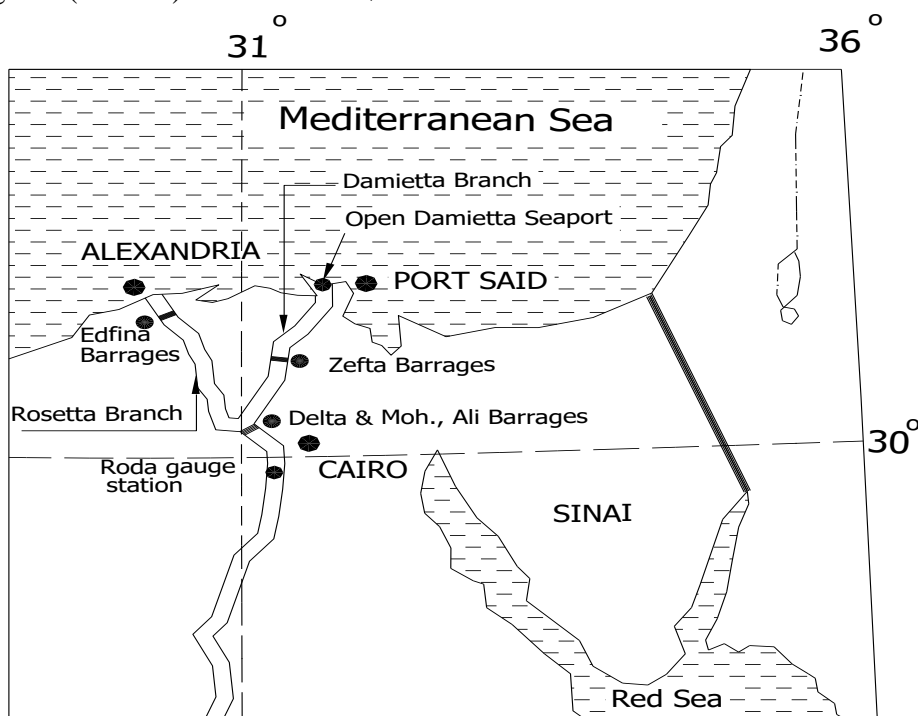 31°
36°
Mediterranean Sea
Damietta Branch
Open Damietta Seaport
ALEXANDRIA
PORT SAID
Edfina
Barrages
Zefta Barrages
Rosetta Branch
Delta & Moh., Ali Barrages
30°
Roda gauge
station
CAIRO
SINAI
Red Sea